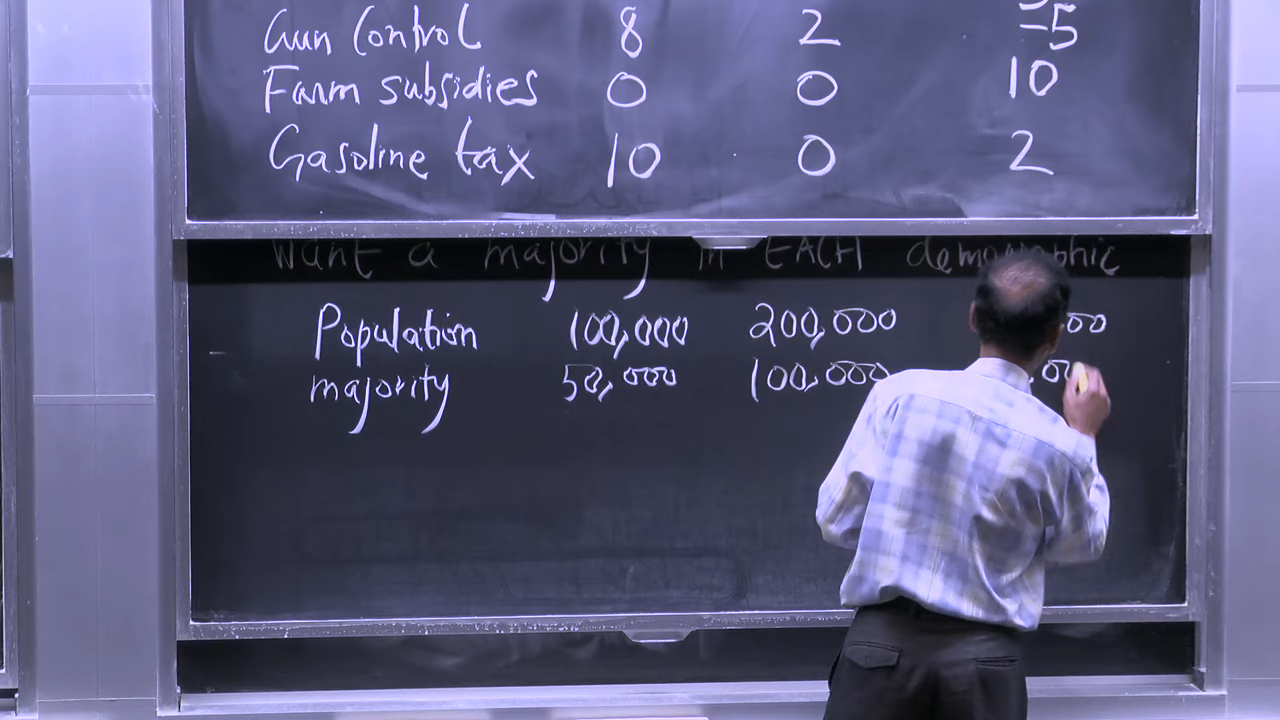 Gun Control 8 2 -5
Farm subsidies 0 0 10
Gasoline tax 10 0 2
Want a majority in EACH demographic
Population 100,000 200,000
majority 50,000 100,000